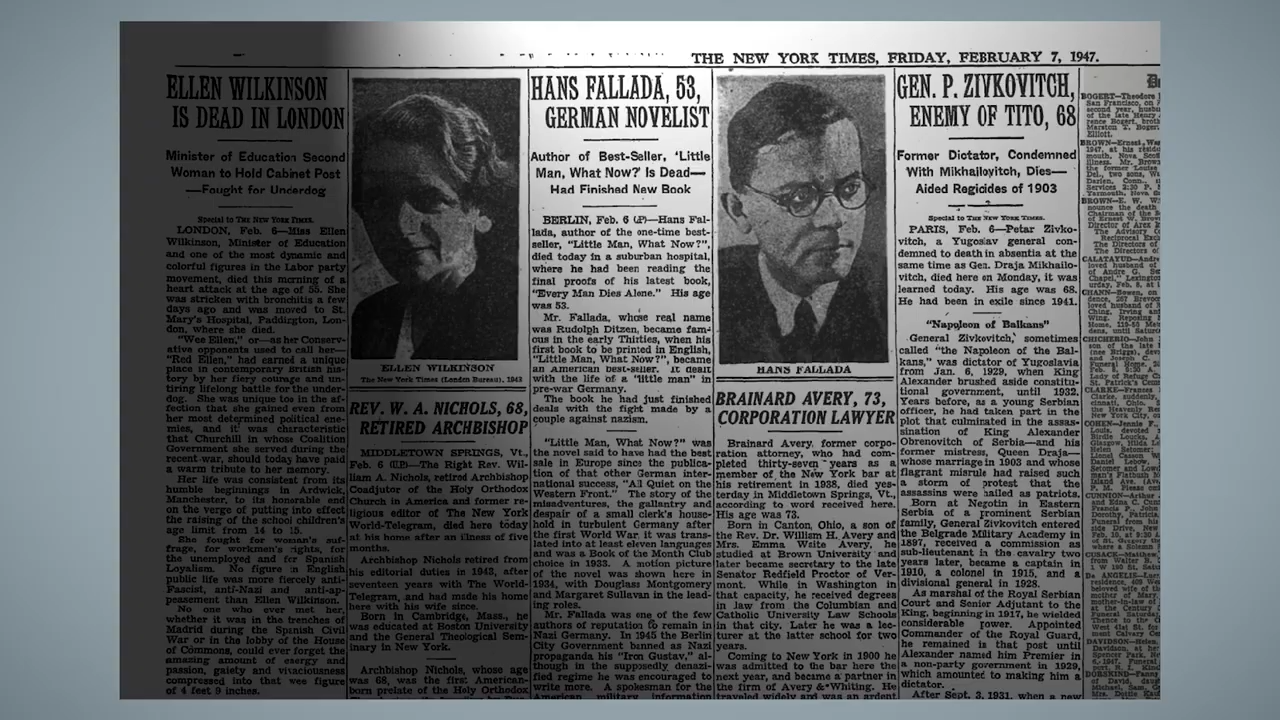 THE NEW YORK TIMES, FRIDAY, FEBRUARY 7, 1947.
ELLEN WILKINSON
IS DEAD IN LONDON
Minister of Education Second
Woman to Hold Cabinet Post
—Fought for Underdog
Special to THE NEW YORK TIMES.
LONDON, Feb. 6—Miss Ellen
Wilkinson, Minister of Education
and one of the most dynamic and
colorful figures in the Labor party
movement, died this morning of a
heart attack at the age of 55. She
was stricken with bronchitis a few
days ago and was moved to St.
Mary's Hospital, Paddington, Lon-
don, where she died.
"Wee Ellen," or—as her Conserv-
ative opponents used to call her—
"Red Ellen," had earned a unique
place in contemporary British his-
tory by her fiery courage and un-
tiring lifelong battle for the under-
dog. She was unique too in the af-
fection that she gained even from
her most determined political ene-
mies, and it was characteristic
that Churchill in whose Coalition
Government she served during the
recent war, should today have paid
a warm tribute to her memory.
Her life was consistent from its
humble beginnings in Ardwick,
Manchester, to its honorable end
on the verge of putting into effect
the raising of the school children's
age limit from 14 to 15.
She fought for woman's suf-
frage, for workmen's rights, for
the unemployed and for Spanish
Loyalism. No figure in English
public life was more fiercely anti-
Fascist, anti-Nazi and anti-ap-
peasement than Ellen Wilkinson.
No one who ever met her,
whether it was in the trenches of
Madrid during the Spanish Civil
War or in the lobby of the House
of Commons, could ever forget the
amazing amount of energy and
passion, gaiety and vivaciousness
compressed into that wee figure
of 4 feet 9 inches.
ELLEN WILKINSON
The New York Times (London Bureau), 1943
REV. W. A. NICHOLS, 68,
RETIRED ARCHBISHOP
MIDDLETOWN SPRINGS, Vt.,
Feb. 6 (UP)—The Right Rev. Wil-
liam A. Nichols, retired Archbishop
Coadjutor of the Holy Orthodox
Church in America and former re-
ligious editor of The New York
World-Telegram, died here today
at his home after an illness of five
months.
Archbishop Nichols retired from
his editorial duties in 1943, after
seventeen years with The World-
Telegram, and had made his home
here with his wife since.
Born in Cambridge, Mass., he
was educated at Boston University
and the General Theological Sem-
inary in New York.
Archbishop Nichols, whose age
was 68, was the first American-
born prelate of the Holy Orthodox
HANS FALLADA, 53,
GERMAN NOVELIST
Author of Best-Seller, 'Little
Man, What Now?' Is Dead—
Had Finished New Book
BERLIN, Feb. 6 (AP)—Hans Fal-
lada, author of the one-time best-
seller, "Little Man, What Now?",
died today in a suburban hospital,
where he had been reading the
final proofs of his latest book,
"Every Man Dies Alone." His age
was 53.
Mr. Fallada, whose real name
was Rudolph Ditzen, became fam-
ous in the early Thirties, when his
first book to be printed in English,
"Little Man, What Now?", became
an American best-seller. It dealt
with the life of a "little man" in
pre-war Germany.
The book he had just finished
deals with the fight made by a
couple against nazism.
"Little Man, What Now?" was
the novel said to have had the best
sale in Europe since the publica-
tion of that other German inter-
national success, "All Quiet on the
Western Front." The story of the
misadventures, the gallantry and
despair of a small clerk's house-
hold in turbulent Germany after
the first World War, it was trans-
lated into at least eleven languages
and was a Book of the Month Club
choice in 1933. A motion picture
of the novel was shown here in
1934, with Douglass Montgomery
and Margaret Sullavan in the lead-
ing roles.
Mr. Fallada was one of the few
authors of reputation to remain in
Nazi Germany. In 1945 the Berlin
City Government banned as Nazi
propaganda his "Iron Gustav," al-
though in the supposedly denazi-
fied regime he was encouraged to
write more. A spokesman for the
American military information
HANS FALLADA
BRAINARD AVERY, 73,
CORPORATION LAWYER
Brainard Avery, former corpo-
ration attorney, who had com-
pleted thirty-seven years as a
member of the New York bar at
his retirement in 1938, died yes-
terday in Middletown Springs, Vt.,
according to word received here.
His age was 73.
Born in Canton, Ohio, a son of
the Rev. Dr. William H. Avery and
Mrs. Emma Write Avery, he
studied at Brown University and
later became secretary to the late
Senator Redfield Proctor of Ver-
mont. While in Washington in
that capacity, he received degrees
in law from the Columbian and
Catholic University Law Schools
in that city. Later he was a lec-
turer at the latter school for two
years.
Coming to New York in 1900 he
was admitted to the bar here the
next year, and became a partner in
the firm of Avery & Whiting. He
traveled widely and was an ardent
GEN. P. ZIVKOVITCH,
ENEMY OF TITO, 68
Former Dictator, Condemned
With Mikhailovitch, Dies—
Aided Regicides of 1903
Special to THE NEW YORK TIMES.
PARIS, Feb. 6—Petar Zivko-
vitch, a Yugoslav general con-
demned to death in absentia at the
same time as Gen. Draja Mikhailo-
vitch, died here on Monday, it was
learned today. His age was 68.
He had been in exile since 1941.
"Napoleon of Balkans"
General Zivkovitch, sometimes
called "the Napoleon of the Bal-
kans," was dictator of Yugoslavia
from Jan. 6, 1929, when King
Alexander brushed aside constitu-
tional government, until 1932.
Years before, as a young Serbian
officer, he had taken part in the
plot that culminated in the assas-
sination of King Alexander
Obrenovitch of Serbia—and his
former mistress, Queen Draja—
whose marriage in 1903 and whose
flagrant misrule had raised such
a storm of protest that the
assassins were hailed as patriots.
Born at Negotin in Eastern
Serbia of a prominent Serbian
family, General Zivkovitch entered
the Belgrade Military Academy in
1897, received a commission as
sub-lieutenant in the cavalry two
years later, became a captain in
1910, a colonel in 1915, and a
divisional general in 1928.
As marshal of the Royal Serbian
Court and Senior Adjutant to the
King, beginning in 1917, he wielded
considerable power. Appointed
Commander of the Royal Guard,
he remained in that post until
Alexander named him Premier in
a non-party government in 1929,
which amounted to making him a
dictator.
After Sept. 3, 1931, when a new